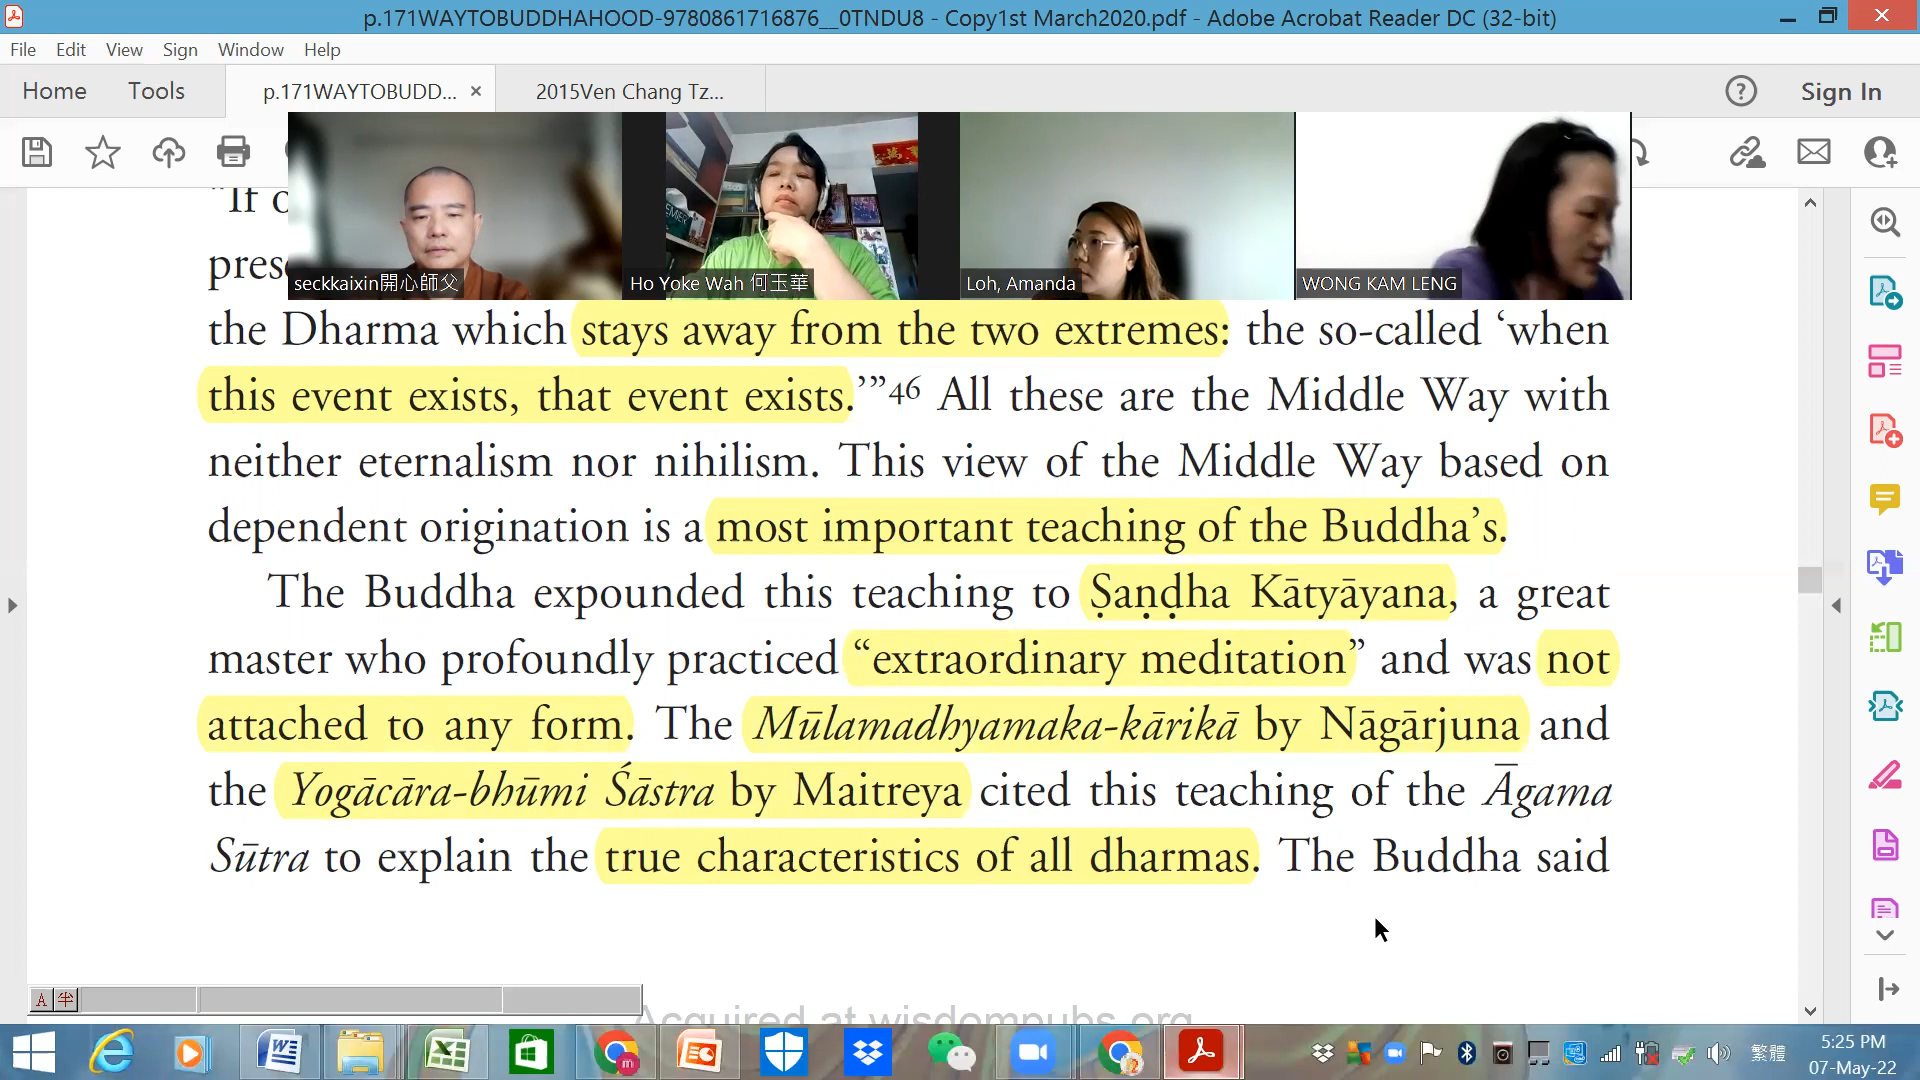 p.171WAYTOBUDDHAHOOD-9780861716876__0TNDU8 - Copy1st March2020.pdf - Adobe Acrobat Reader DC (32-bit)
File Edit View Sign Window Help
Home Tools p.171WAYTOBUDD... × 2015Ven Chang Tz... Sign In
"If
seckkaixin開心師父 Ho Yoke Wah 何玉華 Loh, Amanda WONG KAM LENG
the Dharma which stays away from the two extremes: the so-called ‘when
this event exists, that event exists.’”46 All these are the Middle Way with
neither eternalism nor nihilism. This view of the Middle Way based on
dependent origination is a most important teaching of the Buddha’s.
The Buddha expounded this teaching to Ṣaṇḍha Kātyāyana, a great
master who profoundly practiced “extraordinary meditation” and was not
attached to any form. The Mūlamadhyamaka-kārikā by Nāgārjuna and
the Yogācāra-bhūmi Śāstra by Maitreya cited this teaching of the Āgama
Sūtra to explain the true characteristics of all dharmas. The Buddha said
A 半
Acquired at wisdompubs.org
繁體 5:25 PM
07-May-22